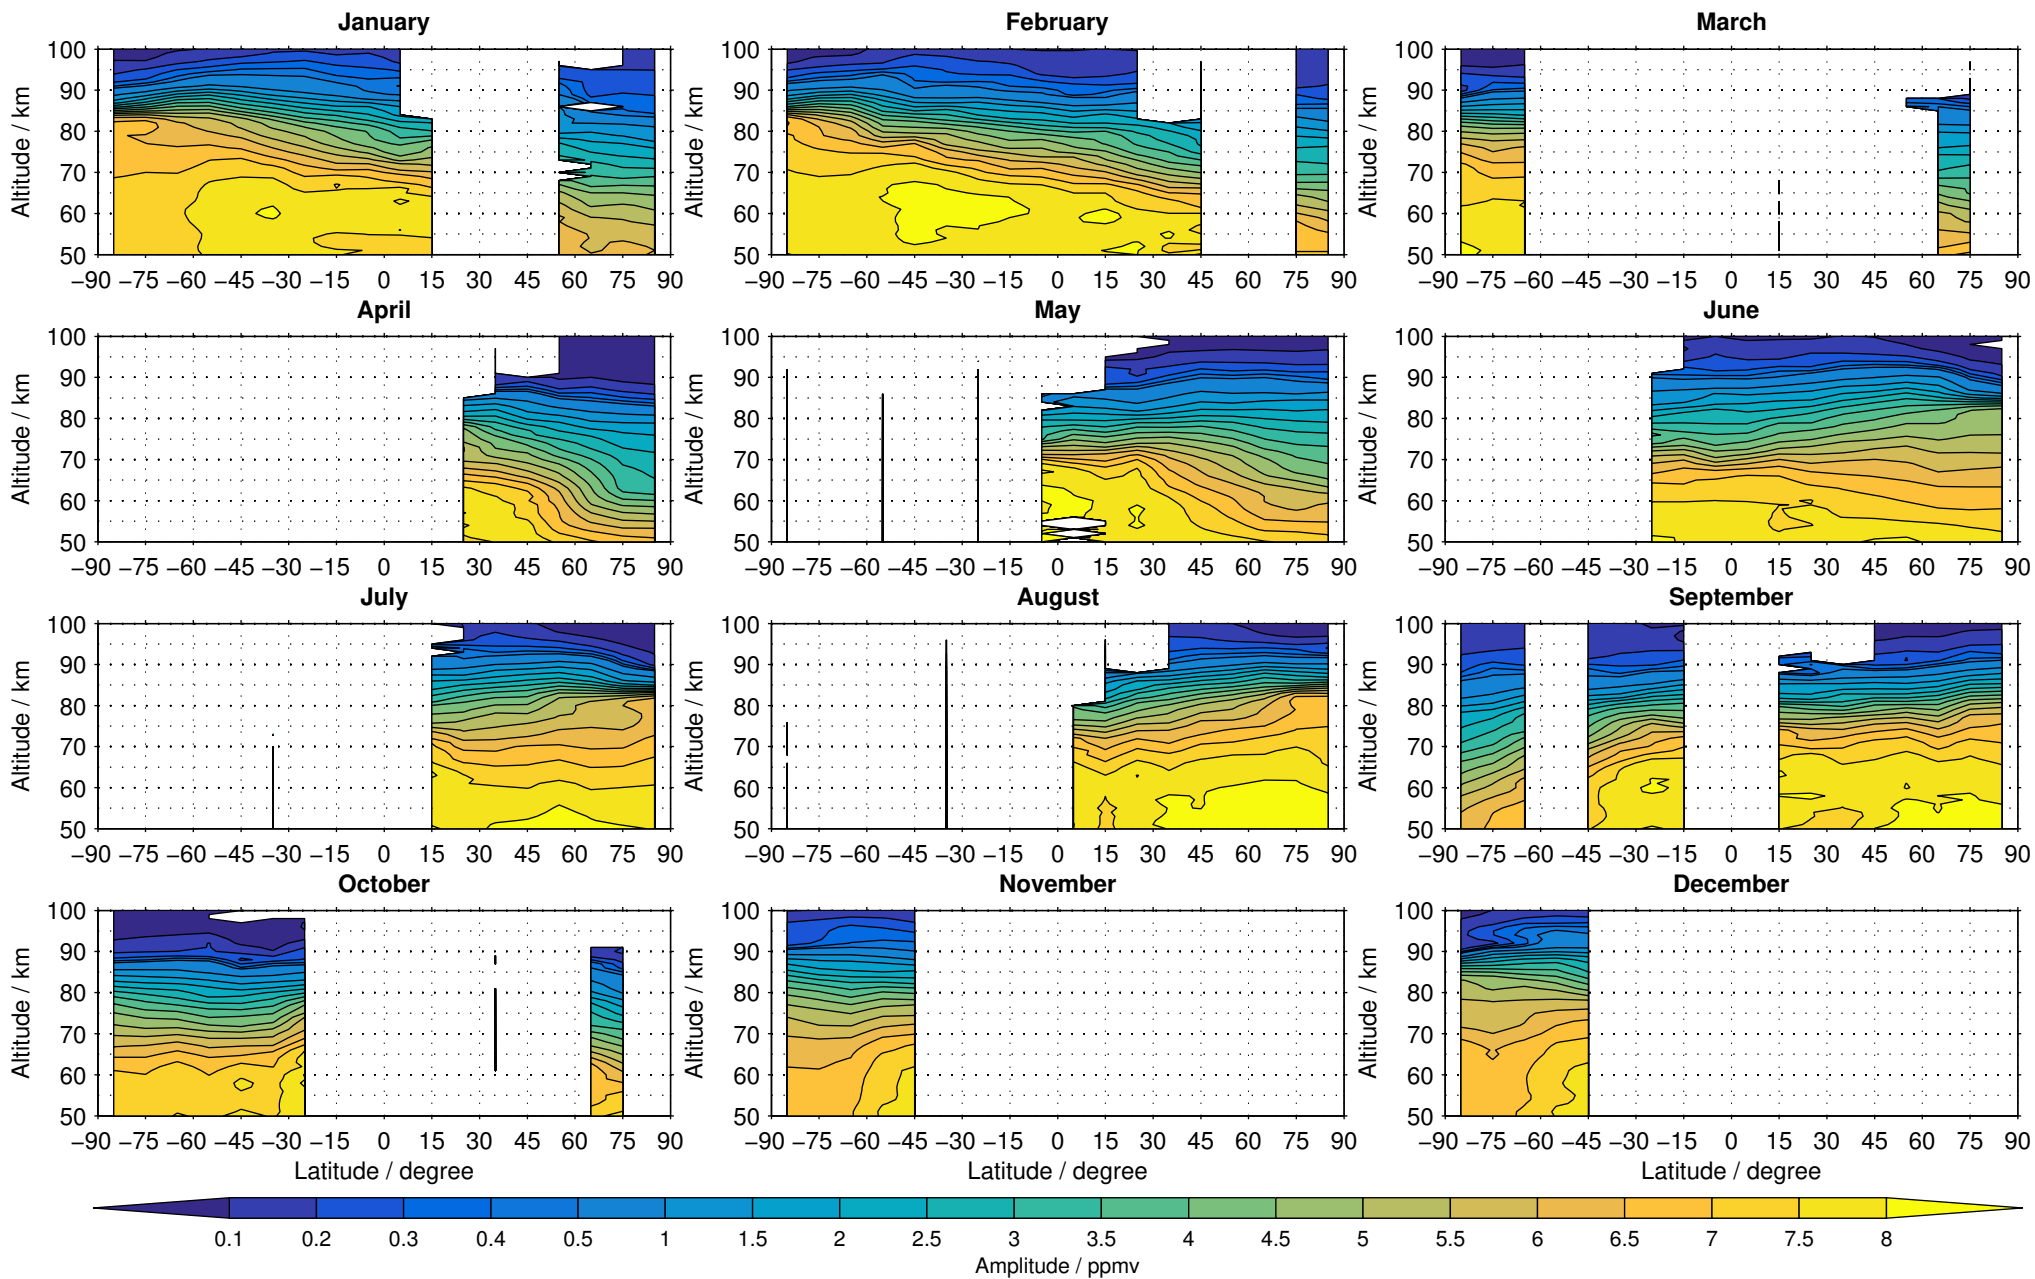 January February March
Altitude / km 100 90 80 70 60 50
−90 −75 −60 −45 −30 −15 0 15 30 45 60 75 90
Altitude / km 100 90 80 70 60 50
−90 −75 −60 −45 −30 −15 0 15 30 45 60 75 90
Altitude / km 100 90 80 70 60 50
−90 −75 −60 −45 −30 −15 0 15 30 45 60 75 90
April May June
Altitude / km 100 90 80 70 60 50
−90 −75 −60 −45 −30 −15 0 15 30 45 60 75 90
Altitude / km 100 90 80 70 60 50
−90 −75 −60 −45 −30 −15 0 15 30 45 60 75 90
Altitude / km 100 90 80 70 60 50
−90 −75 −60 −45 −30 −15 0 15 30 45 60 75 90
July August September
Altitude / km 100 90 80 70 60 50
−90 −75 −60 −45 −30 −15 0 15 30 45 60 75 90
Altitude / km 100 90 80 70 60 50
−90 −75 −60 −45 −30 −15 0 15 30 45 60 75 90
Altitude / km 100 90 80 70 60 50
−90 −75 −60 −45 −30 −15 0 15 30 45 60 75 90
October November December
Altitude / km 100 90 80 70 60 50
−90 −75 −60 −45 −30 −15 0 15 30 45 60 75 90
Altitude / km 100 90 80 70 60 50
−90 −75 −60 −45 −30 −15 0 15 30 45 60 75 90
Altitude / km 100 90 80 70 60 50
−90 −75 −60 −45 −30 −15 0 15 30 45 60 75 90
Latitude / degree Latitude / degree Latitude / degree
0.1 0.2 0.3 0.4 0.5 1 1.5 2 2.5 3 3.5 4 4.5 5 5.5 6 6.5 7 7.5 8
Amplitude / ppmv